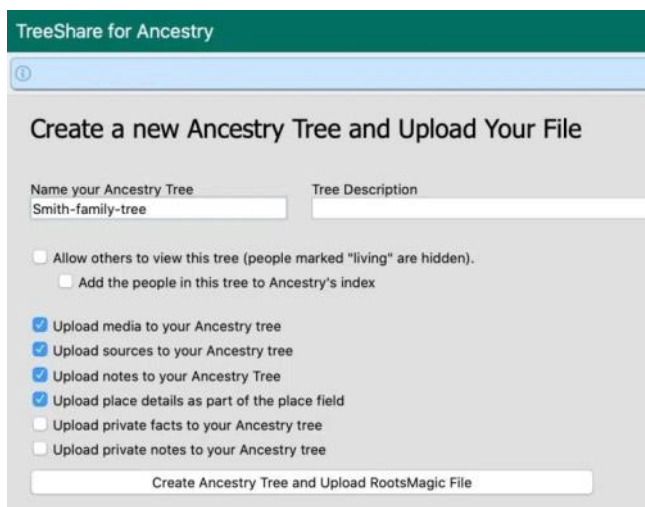 TreeShare for Ancestry
Create a new Ancestry Tree and Upload Your File
Name your Ancestry Tree Tree Description
Smith-family-tree
Allow others to view this tree (people marked "living" are hidden).
Add the people in this tree to Ancestry's index
Upload media to your Ancestry tree
Upload sources to your Ancestry tree
Upload notes to your Ancestry Tree
Upload place details as part of the place field
Upload private facts to your Ancestry tree
Upload private notes to your Ancestry tree
Create Ancestry Tree and Upload RootsMagic File